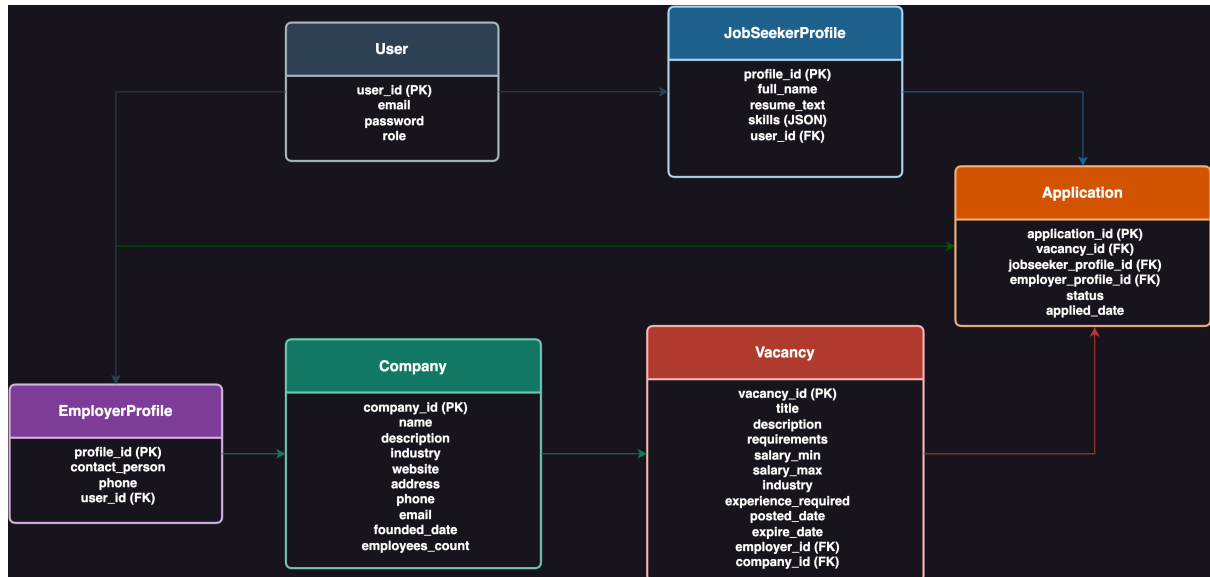 User
user_id (PK)
email
password
role
JobSeekerProfile
profile_id (PK)
full_name
resume_text
skills (JSON)
user_id (FK)
Application
application_id (PK)
vacancy_id (FK)
jobseeker_profile_id (FK)
employer_profile_id (FK)
status
applied_date
EmployerProfile
profile_id (PK)
contact_person
phone
user_id (FK)
Company
company_id (PK)
name
description
industry
website
address
phone
email
founded_date
employees_count
Vacancy
vacancy_id (PK)
title
description
requirements
salary_min
salary_max
industry
experience_required
posted_date
expire_date
employer_id (FK)
company_id (FK)